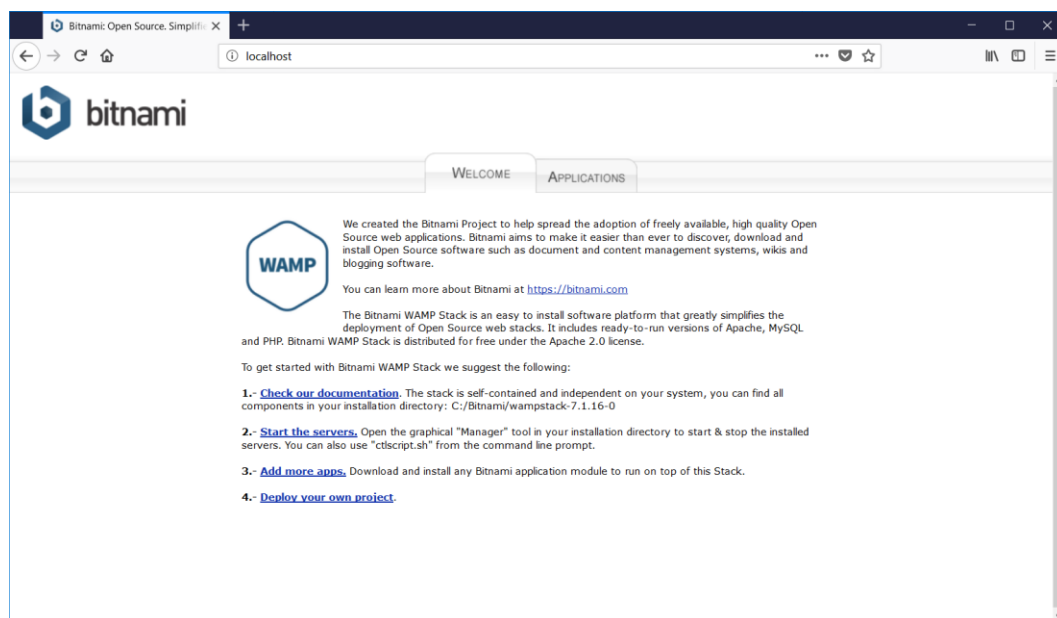 Bitnami: Open Source. Simplific
localhost
bitnami
WELCOME
APPLICATIONS
WAMP
We created the Bitnami Project to help spread the adoption of freely available, high quality Open
Source web applications. Bitnami aims to make it easier than ever to discover, download and
install Open Source software such as document and content management systems, wikis and
blogging software.
You can learn more about Bitnami at https://bitnami.com
The Bitnami WAMP Stack is an easy to install software platform that greatly simplifies the
deployment of Open Source web stacks. It includes ready-to-run versions of Apache, MySQL
and PHP. Bitnami WAMP Stack is distributed for free under the Apache 2.0 license.
To get started with Bitnami WAMP Stack we suggest the following:
1.- Check our documentation. The stack is self-contained and independent on your system, you can find all
components in your installation directory: C:/Bitnami/wampstack-7.1.16-0
2.- Start the servers. Open the graphical "Manager" tool in your installation directory to start & stop the installed
servers. You can also use "ctlscript.sh" from the command line prompt.
3.- Add more apps. Download and install any Bitnami application module to run on top of this Stack.
4.- Deploy your own project.